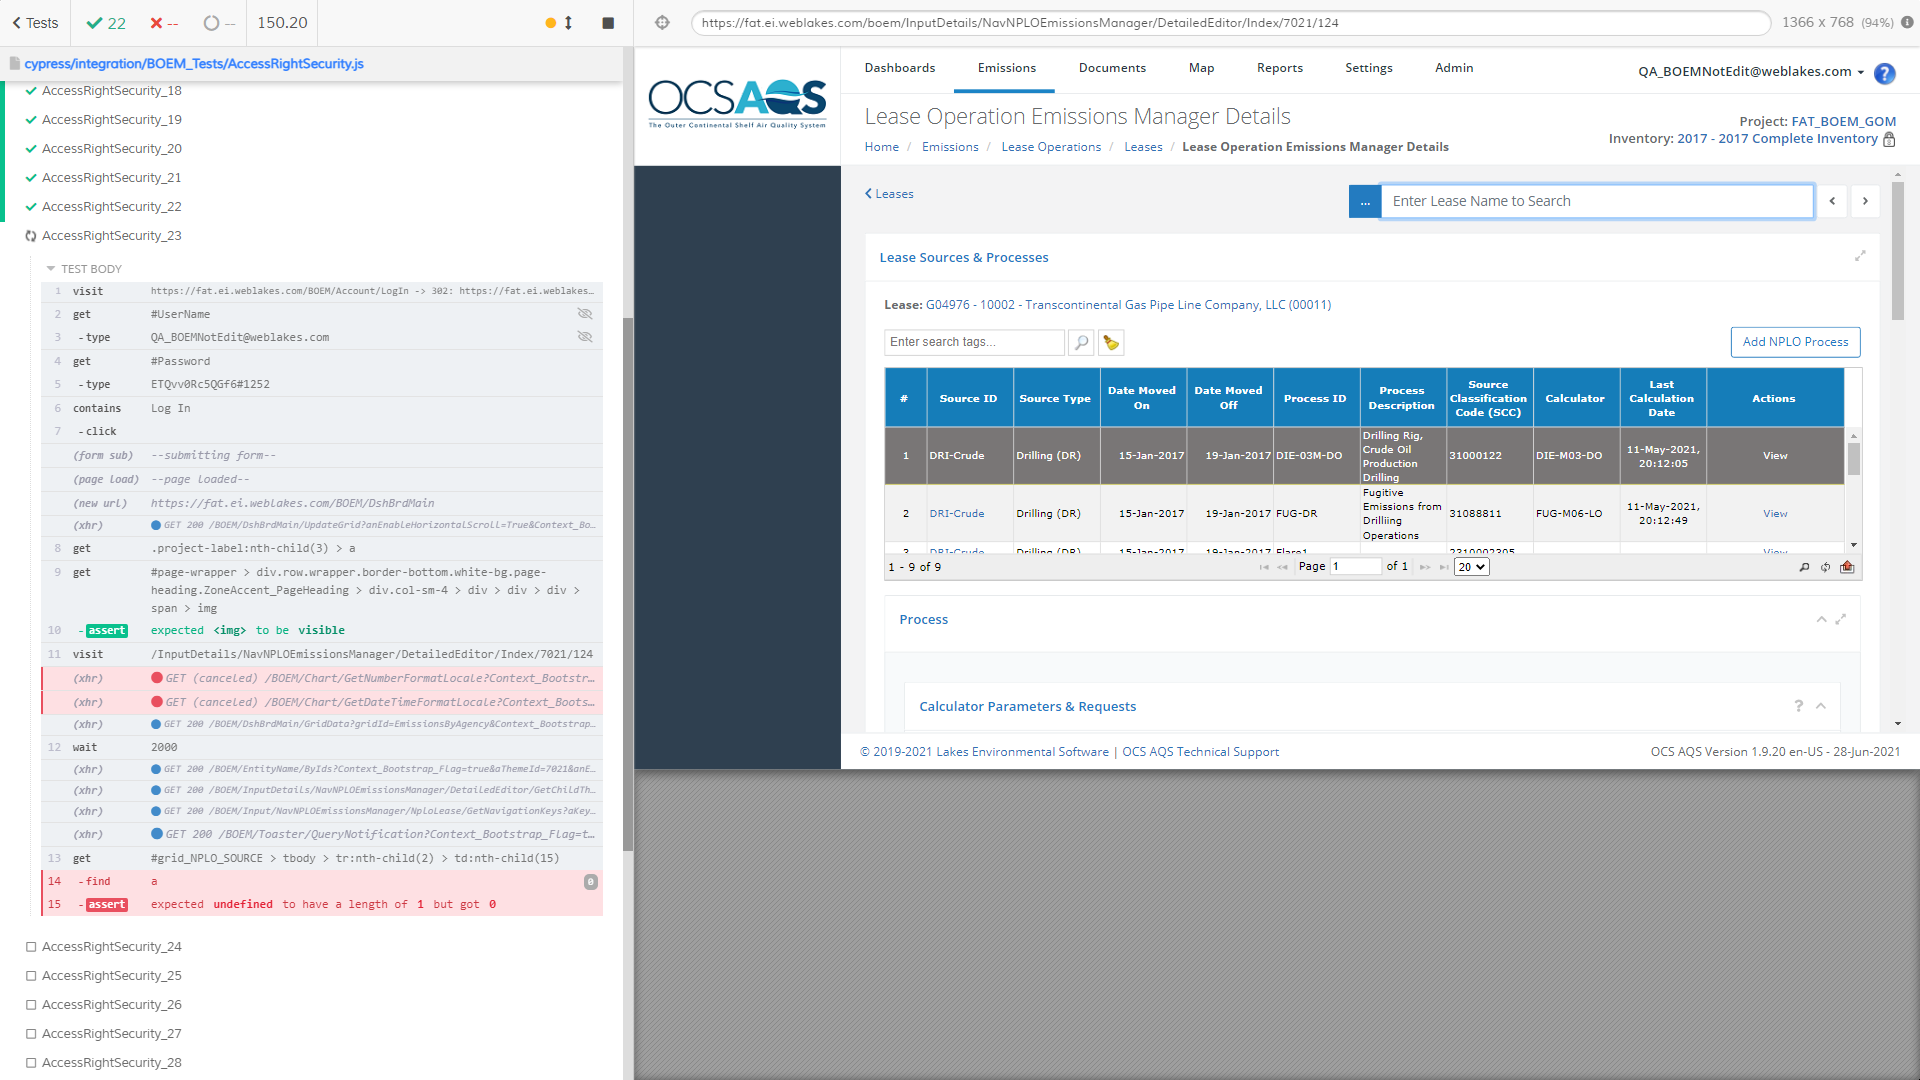 Tests
22
--
--
150.20
cypress/integration/BOEM_Tests/AccessRightSecurity.js
AccessRightSecurity_18
AccessRightSecurity_19
AccessRightSecurity_20
AccessRightSecurity_21
AccessRightSecurity_22
AccessRightSecurity_23
TEST BODY
1 visit https://fat.ei.weblakes.com/BOEM/Account/LogIn -> 302: https://fat.ei.weblakes...
2 get #UserName
3 -type QA_BOEMNotEdit@weblakes.com
4 get #Password
5 -type ETQvv0Rc5QGf6#1252
6 contains Log In
7 -click
(form sub) --submitting form--
(page load) --page loaded--
(new url) https://fat.ei.weblakes.com/BOEM/DshBrdMain
(xhr) GET 200 /BOEM/DshBrdMain/UpdateGrid?anEnableHorizontalScroll=True&Context_Bo...
8 get .project-label:nth-child(3) > a
9 get #page-wrapper > div.row.wrapper.border-bottom.white-bg.page-
heading.ZoneAccent_PageHeading > div.col-sm-4 > div > div > div >
span > img
10 -assert expected <img> to be visible
11 visit /InputDetails/NavNPLOEmissionsManager/DetailedEditor/Index/7021/124
(xhr) GET (canceled) /BOEM/Chart/GetNumberFormatLocale?Context_Bootstr...
(xhr) GET (canceled) /BOEM/Chart/GetDateTimeFormatLocale?Context_Boots...
(xhr) GET 200 /BOEM/DshBrdMain/GridData?gridId=EmissionsByAgency&Context_Bootstrap...
12 wait 2000
(xhr) GET 200 /BOEM/EntityName/ByIds?Context_Bootstrap_Flag=true&aThemeId=7021&anE...
(xhr) GET 200 /BOEM/InputDetails/NavNPLOEmissionsManager/DetailedEditor/GetChildTh...
(xhr) GET 200 /BOEM/Input/NavNPLOEmissionsManager/NploLease/GetNavigationKeys?aKey...
(xhr) GET 200 /BOEM/Toaster/QueryNotification?Context_Bootstrap_Flag=t...
13 get #grid_NPLO_SOURCE > tbody > tr:nth-child(2) > td:nth-child(15)
14 -find a 0
15 -assert expected undefined to have a length of 1 but got 0
AccessRightSecurity_24
AccessRightSecurity_25
AccessRightSecurity_26
AccessRightSecurity_27
AccessRightSecurity_28
https://fat.ei.weblakes.com/boem/InputDetails/NavNPLOEmissionsManager/DetailedEditor/Index/7021/124
1366 x 768 (94%)
OCSAQS
The Outer Continental Shelf Air Quality System
Dashboards Emissions Documents Map Reports Settings Admin
QA_BOEMNotEdit@weblakes.com
?
Lease Operation Emissions Manager Details
Home / Emissions / Lease Operations / Leases / Lease Operation Emissions Manager Details
Project: FAT_BOEM_GOM
Inventory: 2017 - 2017 Complete Inventory
Leases
... Enter Lease Name to Search
Lease Sources & Processes
Lease: G04976 - 10002 - Transcontinental Gas Pipe Line Company, LLC (00011)
Enter search tags...
Add NPLO Process
# Source ID Source Type Date Moved On Date Moved Off Process ID Process Description Source Classification Code (SCC) Calculator Last Calculation Date Actions
1 DRI-Crude Drilling (DR) 15-Jan-2017 19-Jan-2017 DIE-03M-DO Drilling Rig, Crude Oil Production Drilling 31000122 DIE-M03-DO 11-May-2021, 20:12:05 View
2 DRI-Crude Drilling (DR) 15-Jan-2017 19-Jan-2017 FUG-DR Fugitive Emissions from Drilling Operations 31088811 FUG-M06-LO 11-May-2021, 20:12:49 View
3 DRI-Crude Drilling (DR) 15-Jan-2017 19-Jan-2017 Flare1 2310002305 View
1 - 9 of 9
Page 1 of 1 20
Process
Calculator Parameters & Requests
?
© 2019-2021 Lakes Environmental Software | OCS AQS Technical Support
OCS AQS Version 1.9.20 en-US - 28-Jun-2021